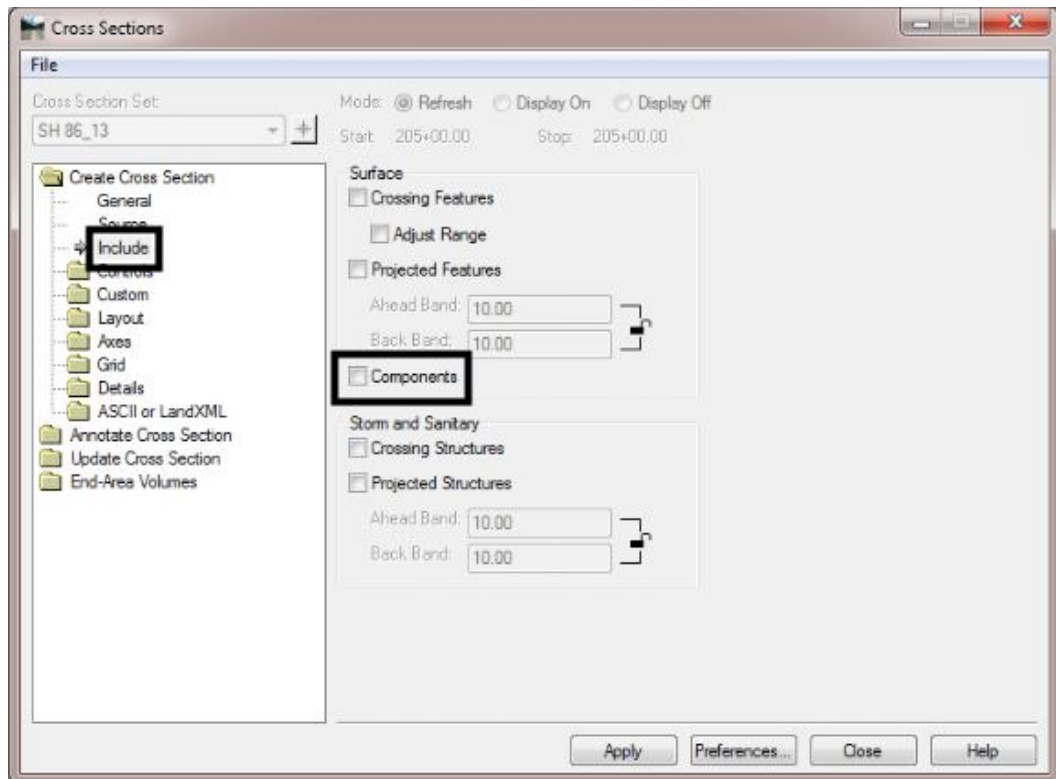 Cross Sections
File
Cross Section Set:
SH 86_13
+
Mode: Refresh Display On Display Off
Start: 205+00.00 Stop: 205+00.00
Create Cross Section
General
Source
Include
Controls
Custom
Layout
Axes
Grid
Details
ASCII or LandXML
Annotate Cross Section
Update Cross Section
End-Area Volumes
Surface
Crossing Features
Adjust Range
Projected Features
Ahead Band: 10.00
Back Band: 10.00
Components
Storm and Sanitary
Crossing Structures
Projected Structures
Ahead Band: 10.00
Back Band: 10.00
Apply Preferences... Close Help